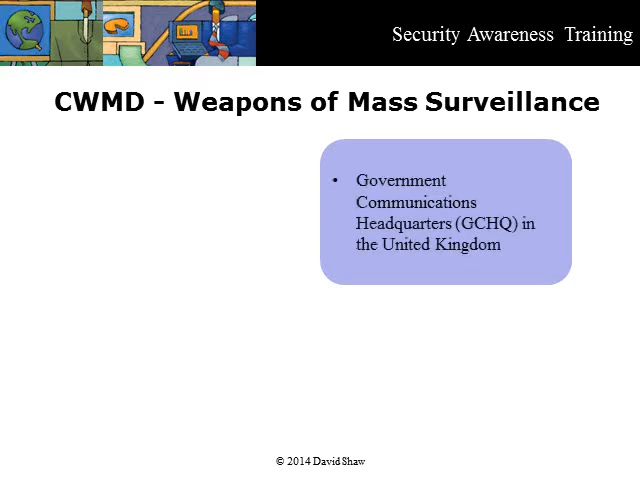 Security Awareness Training
CWMD - Weapons of Mass Surveillance
• Government
Communications
Headquarters (GCHQ) in
the United Kingdom
© 2014 David Shaw